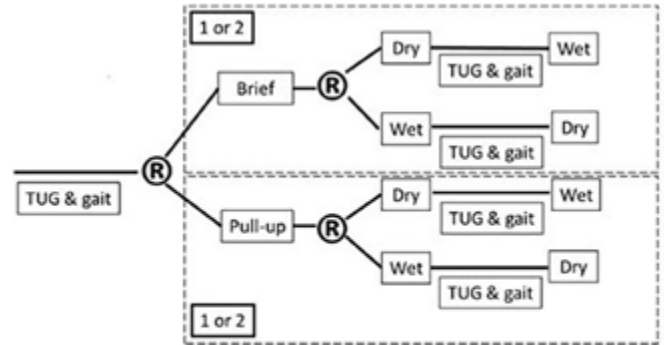 1 or 2
Dry
Wet
TUG & gait
Brief
R
Wet
Dry
TUG & gait
R
TUG & gait
Dry
Wet
TUG & gait
Pull-up
R
Wet
Dry
TUG & gait
1 or 2